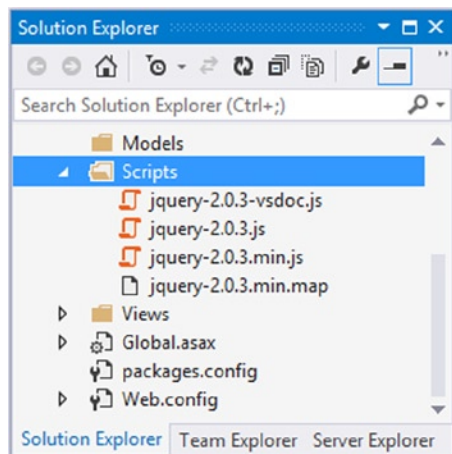 Solution Explorer
Search Solution Explorer (Ctrl+;)
Models
Scripts
jquery-2.0.3-vsdoc.js
jquery-2.0.3.js
jquery-2.0.3.min.js
jquery-2.0.3.min.map
Views
Global.asax
packages.config
Web.config
Solution Explorer Team Explorer Server Explorer